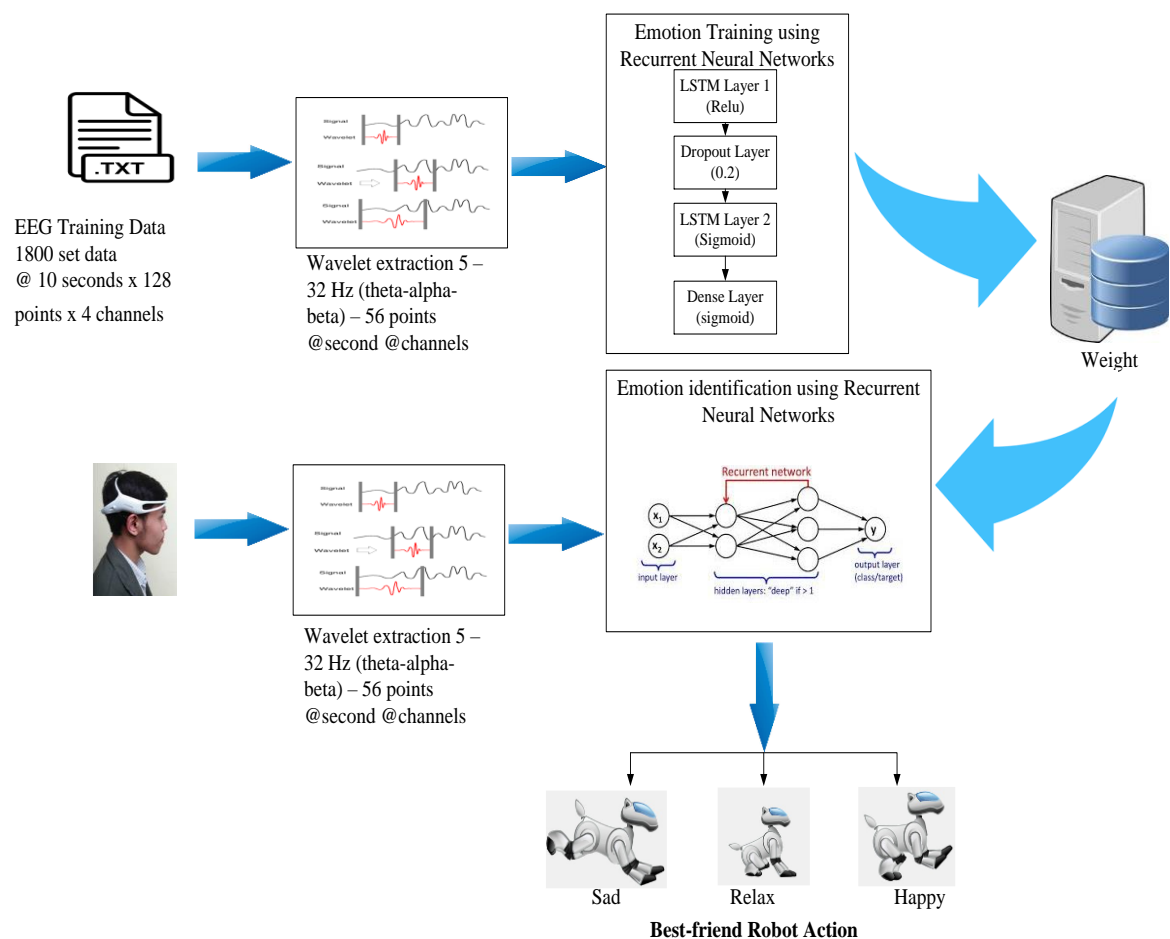 .TXT
EEG Training Data
1800 set data
@ 10 seconds x 128
points x 4 channels
Signal
Wavelet
Signal
Wavelet
Signal
Wavelet
Wavelet extraction 5 –
32 Hz (theta-alpha-
beta) – 56 points
@second @channels
Emotion Training using
Recurrent Neural Networks
LSTM Layer 1
(Relu)
Dropout Layer
(0.2)
LSTM Layer 2
(Sigmoid)
Dense Layer
(sigmoid)
Weight
Signal
Wavelet
Signal
Wavelet
Signal
Wavelet
Wavelet extraction 5 –
32 Hz (theta-alpha-
beta) – 56 points
@second @channels
Emotion identification using Recurrent
Neural Networks
Recurrent network
x1
x2
y
input layer
hidden layers: "deep" if > 1
output layer
(class/target)
Sad
Relax
Happy
Best-friend Robot Action